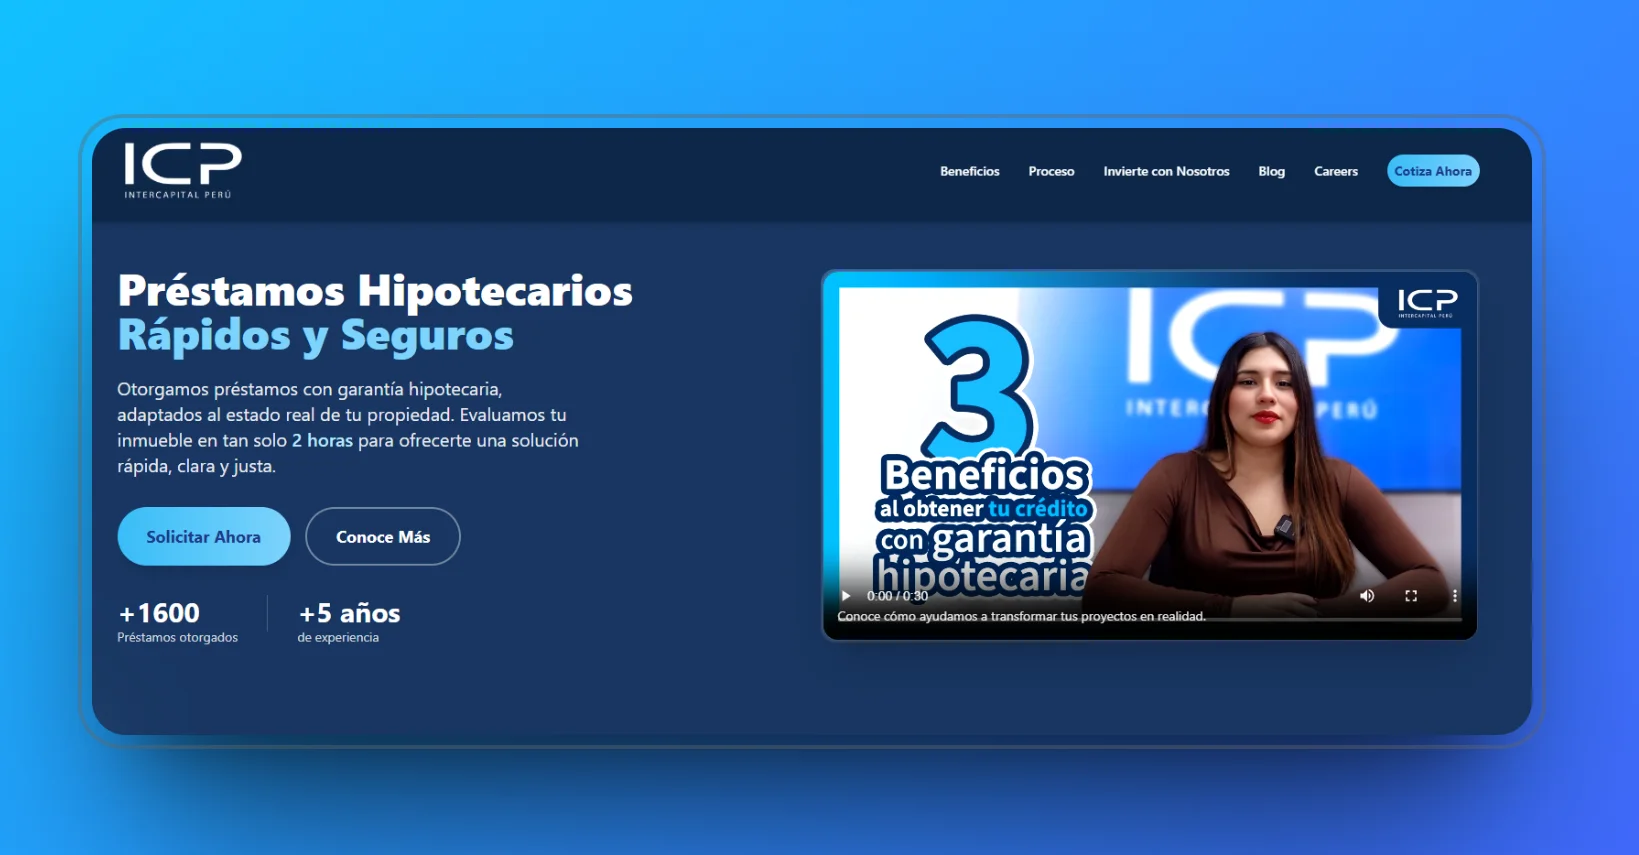 ICP
INTERCAPITAL PERÚ
Beneficios
Proceso
Invierte con Nosotros
Blog
Careers
Cotiza Ahora
Préstamos Hipotecarios
Rápidos y Seguros
Otorgamos préstamos con garantía hipotecaria,
adaptados al estado real de tu propiedad. Evaluamos tu
inmueble en tan solo 2 horas para ofrecerte una solución
rápida, clara y justa.
Solicitar Ahora
Conoce Más
+1600
Préstamos otorgados
+5 años
de experiencia
ICP
INTERCAPITAL PERÚ
ICP
INTERC PERÚ
3
Beneficios
al obtener tu crédito
con garantía
hipotecaria
0:00 / 0:30
Conoce cómo ayudamos a transformar tus proyectos en realidad.